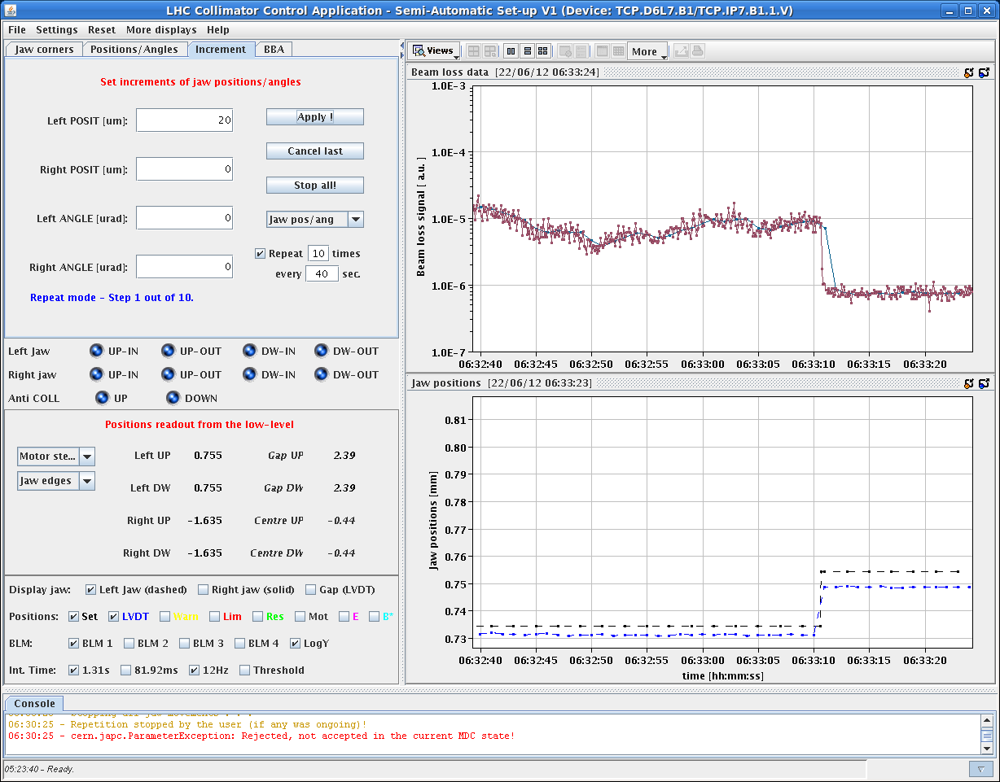 LHC Collimator Control Application - Semi-Automatic Set-up V1 (Device: TCP.D6L7.B1/TCP.IP7.B1.1.V)
File Settings Reset More displays Help
Jaw corners Positions/Angles Increment BBA
Set increments of jaw positions/angles
Left POSIT [um]: 20 Apply !
Cancel last
Right POSIT [um]: 0
Stop all!
Left ANGLE [urad]: 0 Jaw pos/ang
Repeat 10 times
Right ANGLE [urad]: 0
every 40 sec.
Repeat mode - Step 1 out of 10.
Left Jaw UP-IN UP-OUT DW-IN DW-OUT
Right jaw UP-IN UP-OUT DW-IN DW-OUT
Anti COLL UP DOWN
Positions readout from the low-level
Motor ste... Left UP 0.755 Gap UP 2.39
Jaw edges Left DW 0.755 Gap DW 2.39
Right UP -1.635 Centre UP -0.44
Right DW -1.635 Centre DW -0.44
Display jaw: Left Jaw (dashed) Right jaw (solid) Gap (LVDT)
Positions: Set LVDT Warn Lim Res Mot E B*
BLM: BLM 1 BLM 2 BLM 3 BLM 4 LogY
Int. Time: 1.31s 81.92ms 12Hz Threshold
Views More
Beam loss data [22/06/12 06:33:24]
Beam loss signal [ a.u. ]
1.0E-3
1.0E-4
1.0E-5
1.0E-6
1.0E-7
06:32:40 06:32:45 06:32:50 06:32:55 06:33:00 06:33:05 06:33:10 06:33:15 06:33:20
Jaw positions [22/06/12 06:33:23]
Jaw positions [mm]
0.81
0.80
0.79
0.78
0.77
0.76
0.75
0.74
0.73
06:32:40 06:32:45 06:32:50 06:32:55 06:33:00 06:33:05 06:33:10 06:33:15 06:33:20
time [hh:mm:ss]
Console
06:30:25 - Repetition stopped by the user (if any was ongoing)!
06:30:25 - cern.japc.ParameterException: Rejected, not accepted in the current MDC state!
05:23:40 - Ready.